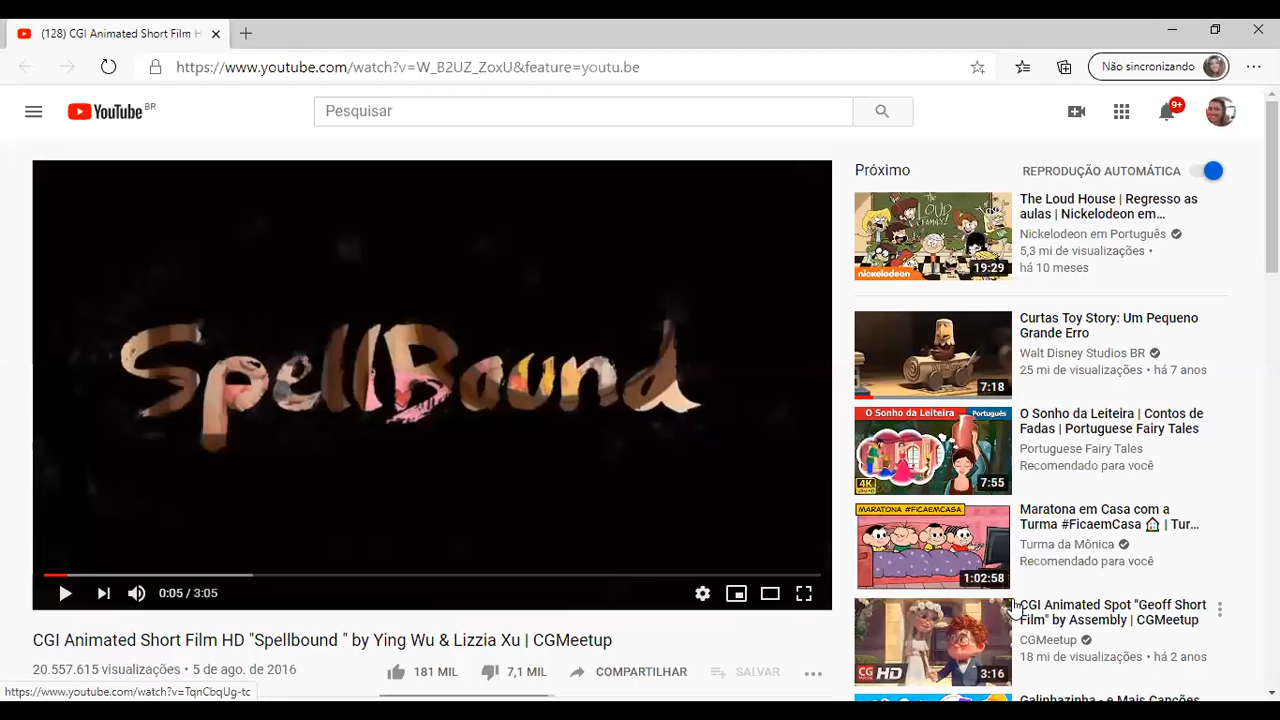 (128) CGI Animated Short Film H
https://www.youtube.com/watch?v=W_B2UZ_ZoxU&feature=youtu.be
Não sincronizando
YouTube BR
Pesquisar
9+
SpellBound
0:05 / 3:05
CGI Animated Short Film HD "Spellbound " by Ying Wu & Lizzia Xu | CGMeetup
20.557.615 visualizações • 5 de ago. de 2016
181 MIL
7,1 MIL
COMPARTILHAR
SALVAR
https://www.youtube.com/watch?v=TqnCbqUg-tc
Próximo
REPRODUÇÃO AUTOMÁTICA
THE LOUD FAMILY!
nickelodeon
19:29
The Loud House | Regresso as
aulas | Nickelodeon em...
Nickelodeon em Português
5,3 mi de visualizações •
há 10 meses
7:18
Curtas Toy Story: Um Pequeno
Grande Erro
Walt Disney Studios BR
25 mi de visualizações • há 7 anos
O Sonho da Leiteira
Português
4K
7:55
O Sonho da Leiteira | Contos de
Fadas | Portuguese Fairy Tales
Portuguese Fairy Tales
Recomendado para você
MARATONA #FICAEMCASA
1:02:58
Maratona em Casa com a
Turma #FicaemCasa | Tur...
Turma da Mônica
Recomendado para você
CG HD
3:16
CGI Animated Spot "Geoff Short
Film" by Assembly | CGMeetup
CGMeetup
18 mi de visualizações • há 2 anos
Galinhazinha - e Mais Canções